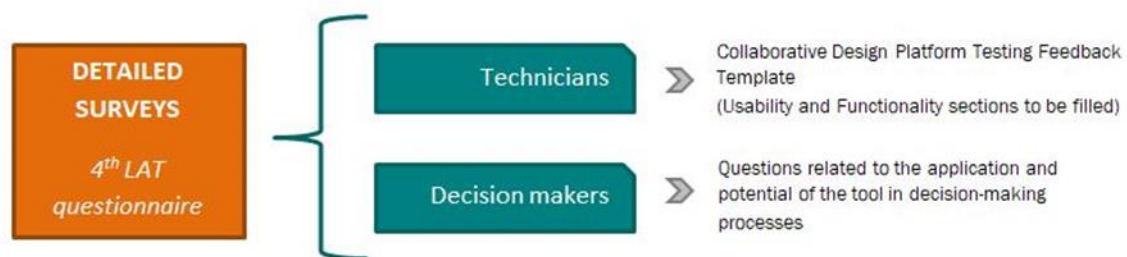 DETAILED
SURVEYS
4th LAT
questionnaire
Technicians
Collaborative Design Platform Testing Feedback
Template
(Usability and Functionality sections to be filled)
Decision makers
Questions related to the application and
potential of the tool in decision-making
processes